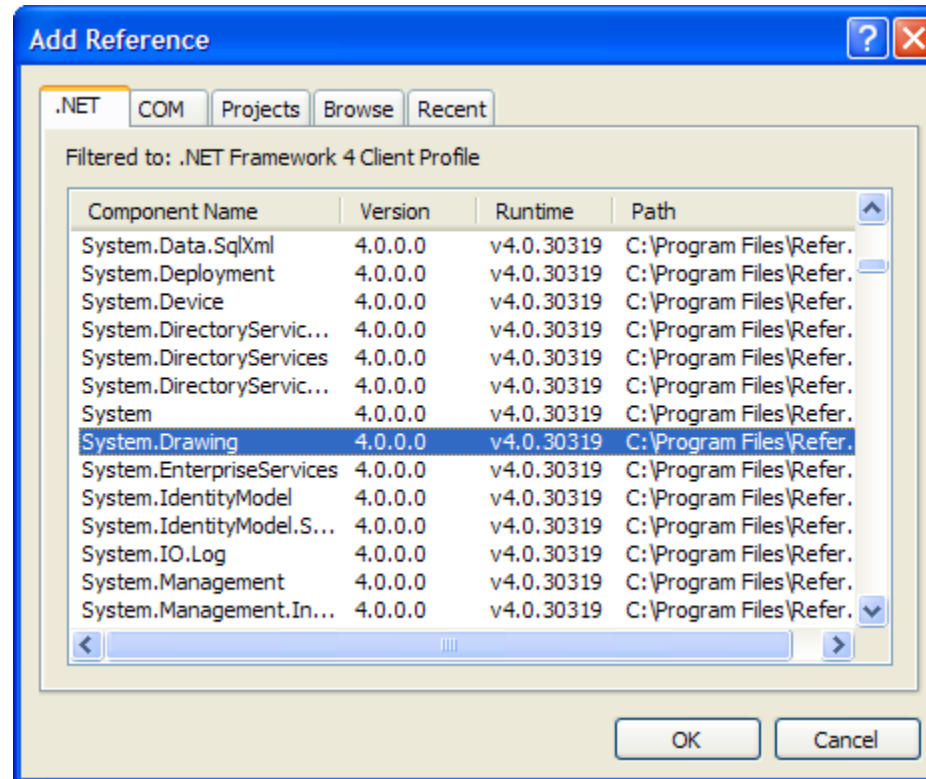 Add Reference
.NET COM Projects Browse Recent
Filtered to: .NET Framework 4 Client Profile
Component Name Version Runtime Path
System.Data.SqlXml 4.0.0.0 v4.0.30319 C:\Program Files\Refer.
System.Deployment 4.0.0.0 v4.0.30319 C:\Program Files\Refer.
System.Device 4.0.0.0 v4.0.30319 C:\Program Files\Refer.
System.DirectoryServic... 4.0.0.0 v4.0.30319 C:\Program Files\Refer.
System.DirectoryServices 4.0.0.0 v4.0.30319 C:\Program Files\Refer.
System.DirectoryServic... 4.0.0.0 v4.0.30319 C:\Program Files\Refer.
System 4.0.0.0 v4.0.30319 C:\Program Files\Refer.
System.Drawing 4.0.0.0 v4.0.30319 C:\Program Files\Refer.
System.EnterpriseServices 4.0.0.0 v4.0.30319 C:\Program Files\Refer.
System.IdentityModel 4.0.0.0 v4.0.30319 C:\Program Files\Refer.
System.IdentityModel.S... 4.0.0.0 v4.0.30319 C:\Program Files\Refer.
System.IO.Log 4.0.0.0 v4.0.30319 C:\Program Files\Refer.
System.Management 4.0.0.0 v4.0.30319 C:\Program Files\Refer.
System.Management.In... 4.0.0.0 v4.0.30319 C:\Program Files\Refer.
OK Cancel